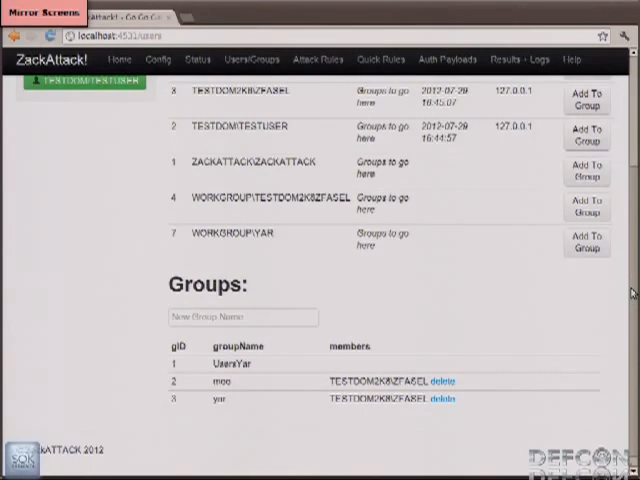 Mirror Screens
Attack! - Go Go Ga
localhost:4531/users
ZackAttack!
Home
Config
Status
Users/Groups
Attack Rules
Quick Rules
Auth Payloads
Results + Logs
Help
TESTDOM\TESTUSER
TESTDOM2K8\ZFASEL Groups to go here 2012-07-29 16:45:07 127.0.0.1 Add To Group
2 TESTDOM\TESTUSER Groups to go here 2012-07-29 16:44:57 127.0.0.1 Add To Group
1 ZACKATTACK\ZACKATTACK Groups to go here Add To Group
4 WORKGROUP\TESTDOM2K8ZFASEL Groups to go here Add To Group
7 WORKGROUP\YAR Groups to go here Add To Group
Groups:
New Group Name
gID groupName members
1 UsersYar
2 meo TESTDOM2K8\ZFASEL delete
3 yar TESTDOM2K8\ZFASEL delete
kATTACK 2012
SOK
DEFCON